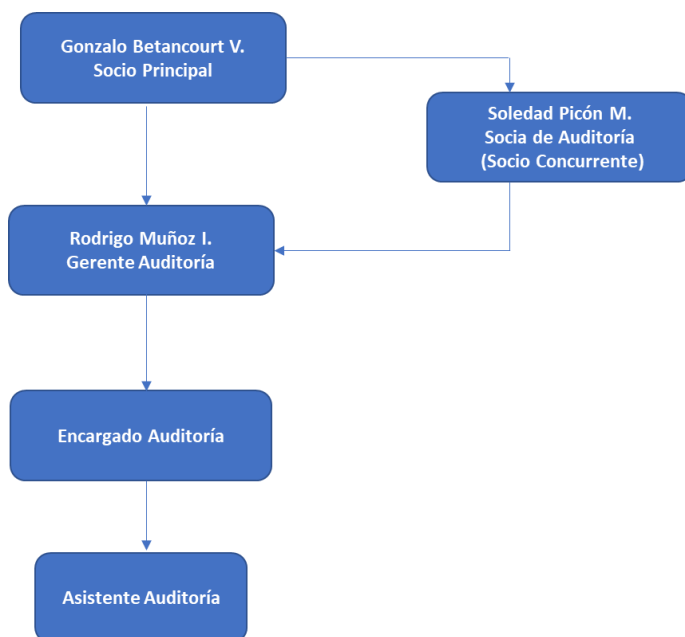 Gonzalo Betancourt V.
Socio Principal
Soledad Picón M.
Socia de Auditoría
(Socio Concurrente)
Rodrigo Muñoz I.
Gerente Auditoría
Encargado Auditoría
Asistente Auditoría